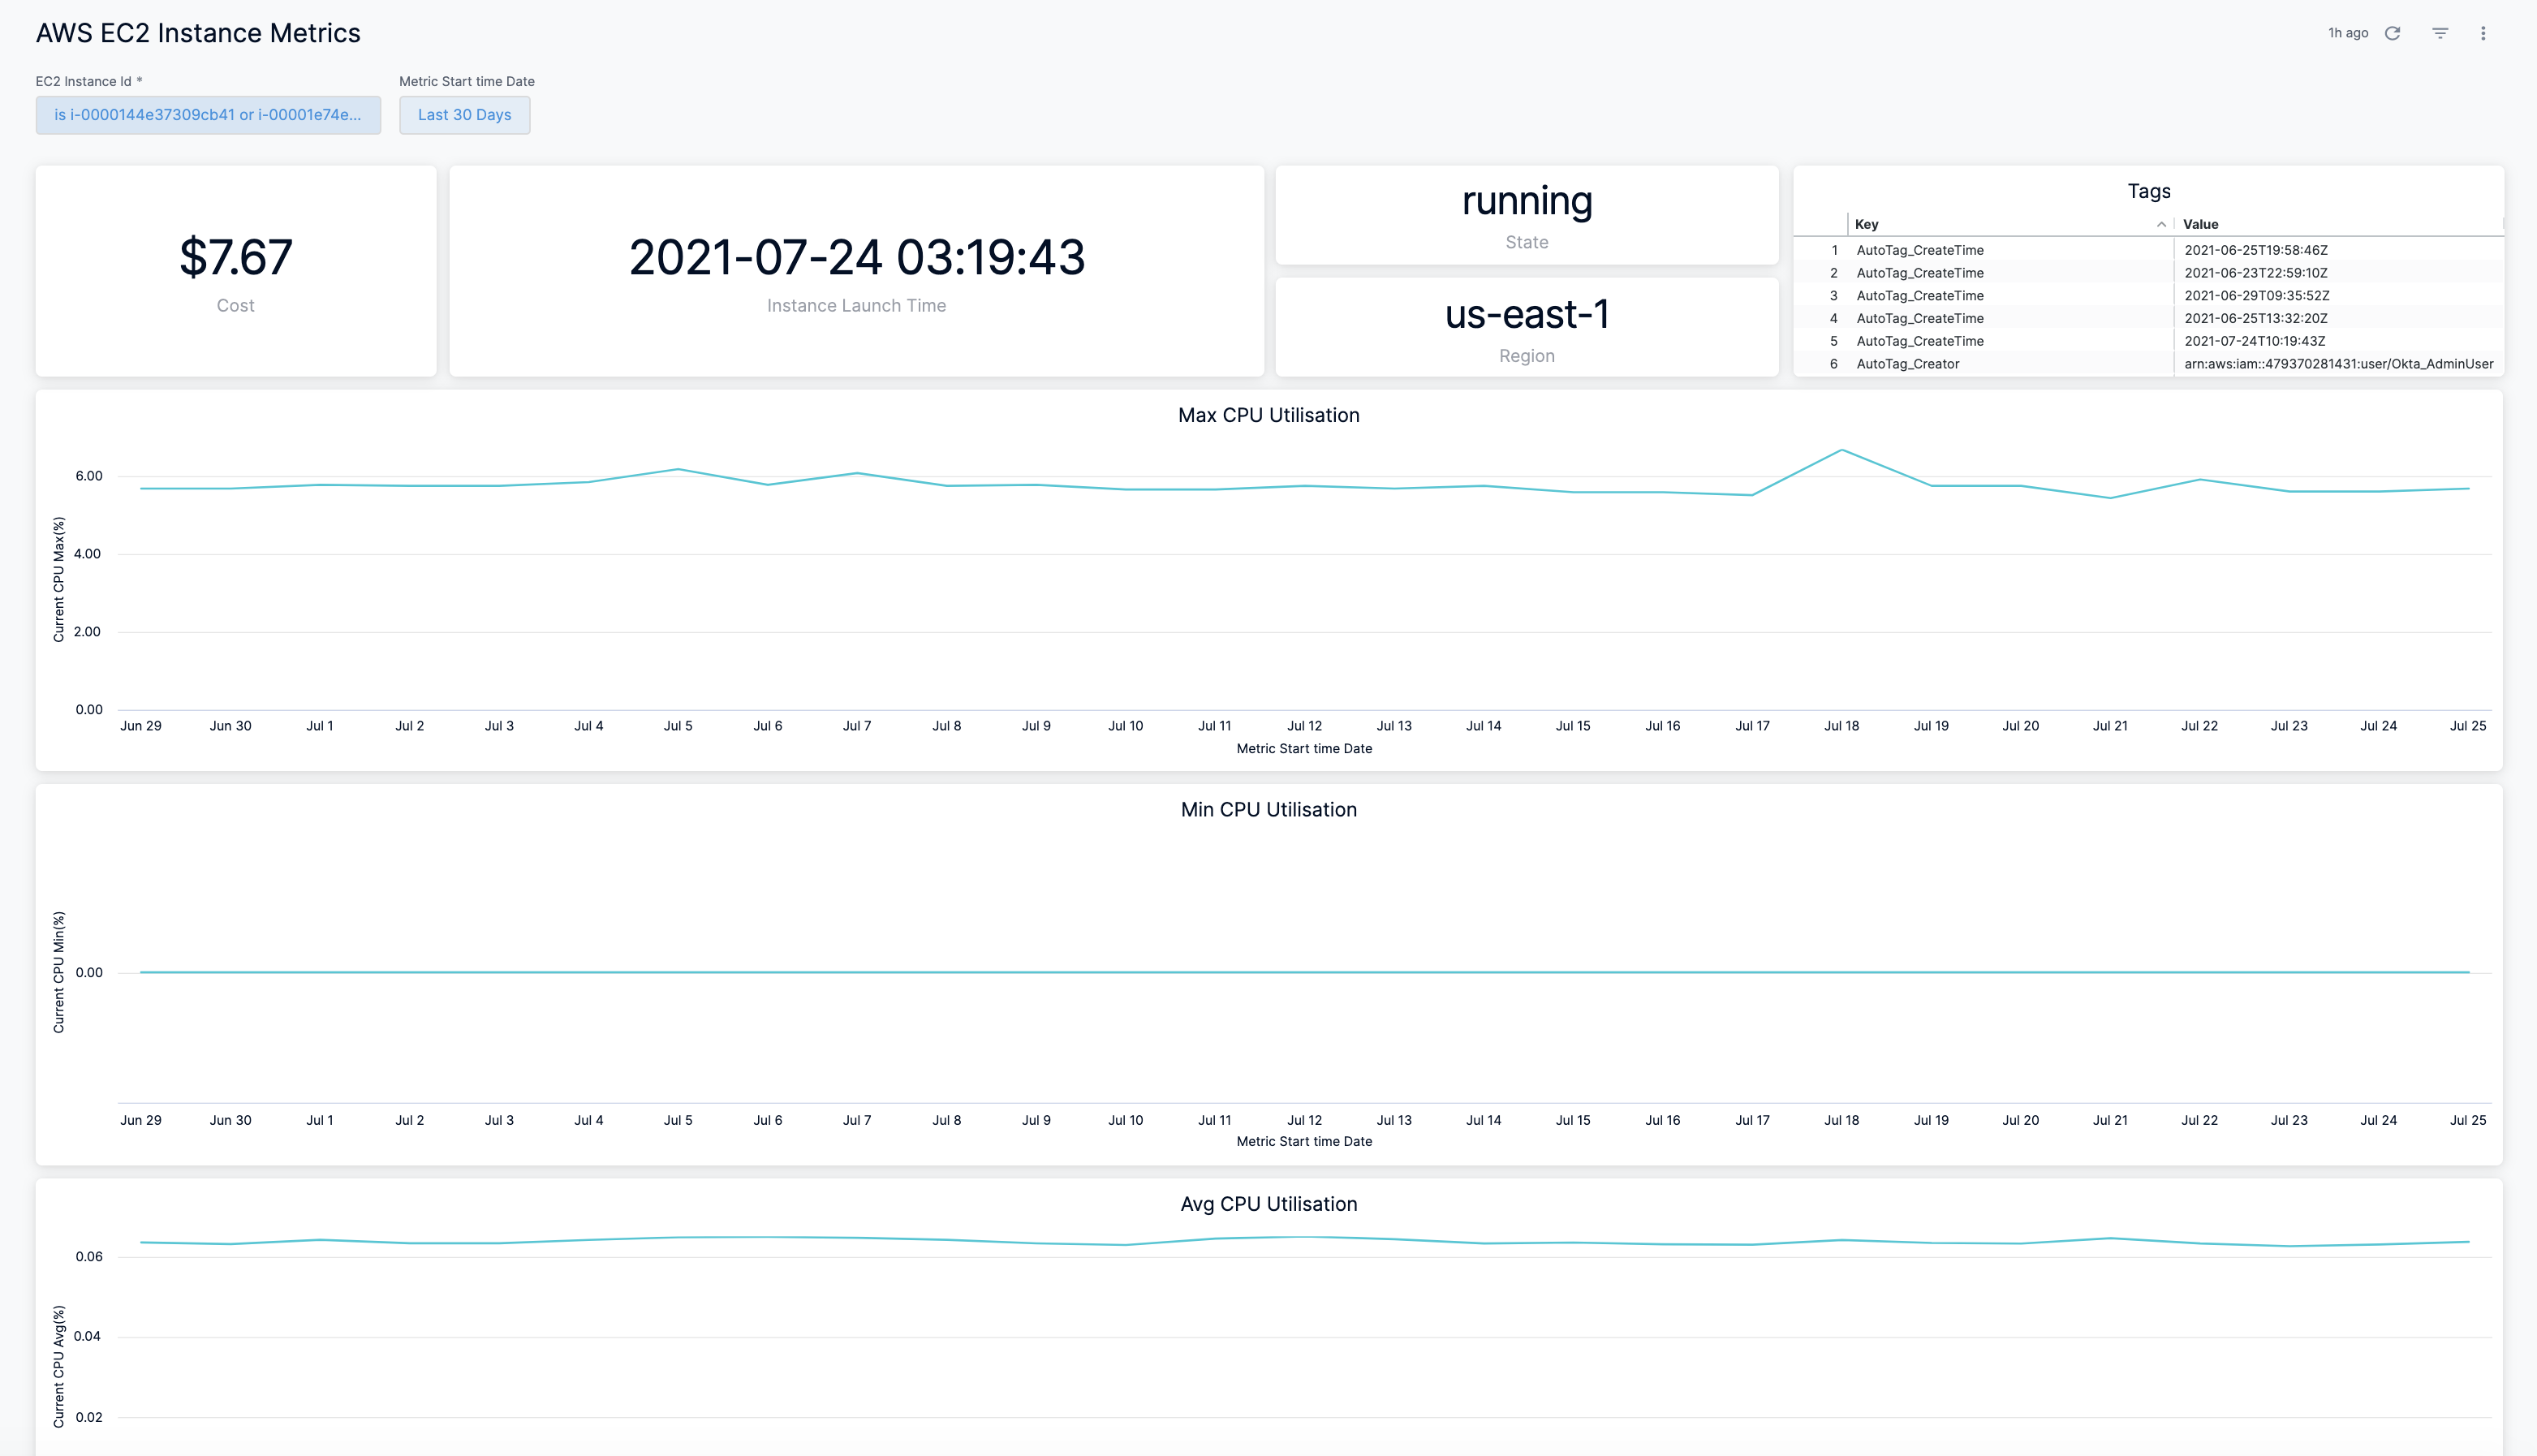 AWS EC2 Instance Metrics
1h ago
EC2 Instance Id *
Metric Start time Date
is i-0000144e37309cb41 or i-00001e74e...
Last 30 Days
$7.67
Cost
2021-07-24 03:19:43
Instance Launch Time
running
State
us-east-1
Region
Tags
Key Value
1 AutoTag_CreateTime 2021-06-25T19:58:46Z
2 AutoTag_CreateTime 2021-06-23T22:59:10Z
3 AutoTag_CreateTime 2021-06-29T09:35:52Z
4 AutoTag_CreateTime 2021-06-25T13:32:20Z
5 AutoTag_CreateTime 2021-07-24T10:19:43Z
6 AutoTag_Creator arn:aws:iam::479370281431:user/Okta_AdminUser
Max CPU Utilisation
Current CPU Max(%)
6.00
4.00
2.00
0.00
Jun 29 Jun 30 Jul 1 Jul 2 Jul 3 Jul 4 Jul 5 Jul 6 Jul 7 Jul 8 Jul 9 Jul 10 Jul 11 Jul 12 Jul 13 Jul 14 Jul 15 Jul 16 Jul 17 Jul 18 Jul 19 Jul 20 Jul 21 Jul 22 Jul 23 Jul 24 Jul 25
Metric Start time Date
Min CPU Utilisation
Current CPU Min(%)
0.00
Jun 29 Jun 30 Jul 1 Jul 2 Jul 3 Jul 4 Jul 5 Jul 6 Jul 7 Jul 8 Jul 9 Jul 10 Jul 11 Jul 12 Jul 13 Jul 14 Jul 15 Jul 16 Jul 17 Jul 18 Jul 19 Jul 20 Jul 21 Jul 22 Jul 23 Jul 24 Jul 25
Metric Start time Date
Avg CPU Utilisation
Current CPU Avg(%)
0.06
0.04
0.02